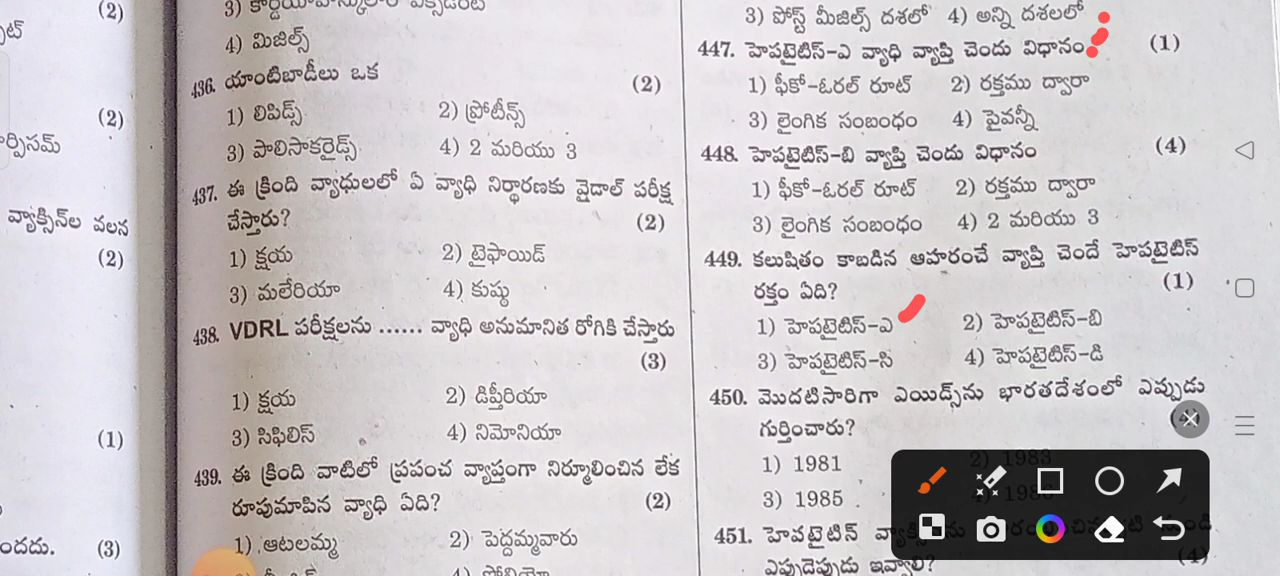 (2)
(2)
ర్పిసమ్
వ్యాక్సిన్‌ల వలన
(2)
(1)
ందదు. (3)
4) మిజిల్స్
436. యాంటిబాడీలు ఒక (2)
1) లిపిడ్స్ 2) ప్రోటీన్స్
3) పాలిసాకరైడ్స్ 4) 2 మరియు 3
437. ఈ క్రింది వ్యాధులలో ఏ వ్యాధి నిర్థారణకు వైడాల్ పరీక్ష
చేస్తారు? (2)
1) క్షయ 2) టైఫాయిడ్
3) మలేరియా 4) కుష్ఠు
438. VDRL పరీక్షలను ...... వ్యాధి అనుమానిత రోగికి చేస్తారు
(3)
1) క్షయ 2) డిఫ్తీరియా
3) సిఫిలిస్ 4) నిమోనియా
439. ఈ క్రింది వాటిలో ప్రపంచ వ్యాప్తంగా నిర్మూలించిన లేక
రూపుమాపిన వ్యాధి ఏది? (2)
1) ఆటలమ్మ 2) పెద్దమ్మవారు
3) పోస్ట్ మీజిల్స్ దశలో 4) అన్ని దశలలో
447. హెపటైటిస్-ఎ వ్యాధి వ్యాప్తి చెందు విధానం (1)
1) ఫీకో-ఓరల్ రూట్ 2) రక్తము ద్వారా
3) లైంగిక సంబంధం 4) పైవన్నీ
448. హెపటైటిస్-బి వ్యాప్తి చెందు విధానం (4)
1) ఫీకో-ఓరల్ రూట్ 2) రక్తము ద్వారా
3) లైంగిక సంబంధం 4) 2 మరియు 3
449. కలుషితం కాబడిన ఆహారంచే వ్యాప్తి చెందే హెపటైటిస్
రక్తం ఏది? (1)
1) హెపటైటిస్-ఎ 2) హెపటైటిస్-బి
3) హెపటైటిస్-సి 4) హెపటైటిస్-డి
450. మొదటిసారిగా ఎయిడ్స్‌ను భారతదేశంలో ఎప్పుడు
గుర్తించారు?
1) 1981 2) 1983
3) 1985
451. హెవటైటిస్
ఎప్పుడెప్పుడు ఇవ్వాలి? (4)